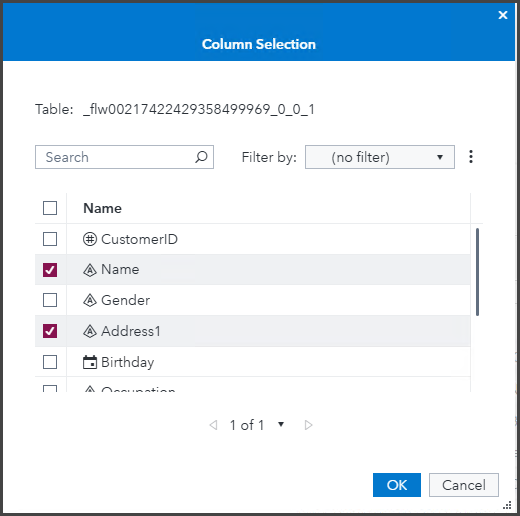 Column Selection
Table: _flw00217422429358499969_0_0_1
Search
Filter by: (no filter)
Name
CustomerID
Name
Gender
Address1
Birthday
Occupation
1 of 1
OK Cancel